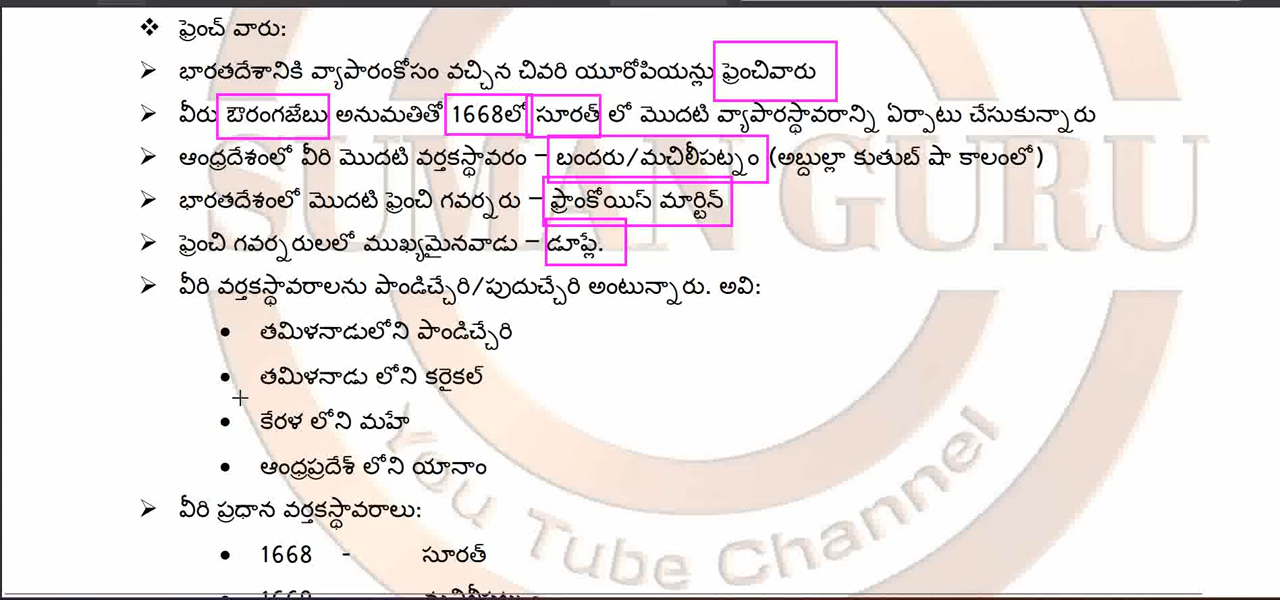 ❖ ఫ్రెంచ్ వారు:
➢ భారతదేశానికి వ్యాపారంకోసం వచ్చిన చివరి యూరోపియన్లు ఫ్రెంచివారు
➢ వీరు ఔరంగజేబు అనుమతితో 1668లో సూరత్ లో మొదటి వ్యాపారస్థావరాన్ని ఏర్పాటు చేసుకున్నారు
➢ ఆంధ్రదేశంలో వీరి మొదటి వర్తకస్థావరం – బందరు/మచిలీపట్నం (అబ్దుల్లా కుతుబ్ షా కాలంలో)
➢ భారతదేశంలో మొదటి ఫ్రెంచి గవర్నరు – ఫ్రాంకోయిస్ మార్టిన్
➢ ఫ్రెంచి గవర్నరులలో ముఖ్యమైనవాడు – డూప్లే.
➢ వీరి వర్తకస్థావరాలను పాండిచ్చేరి/పుదుచ్చేరి అంటున్నారు. అవి:
• తమిళనాడులోని పాండిచ్చేరి
• తమిళనాడు లోని కరైకల్
• కేరళ లోని మహే
• ఆంధ్రప్రదేశ్ లోని యానాం
➢ వీరి ప్రధాన వర్తకస్థావరాలు:
• 1668 - సూరత్
SUMAN GURU
You Tube Channel